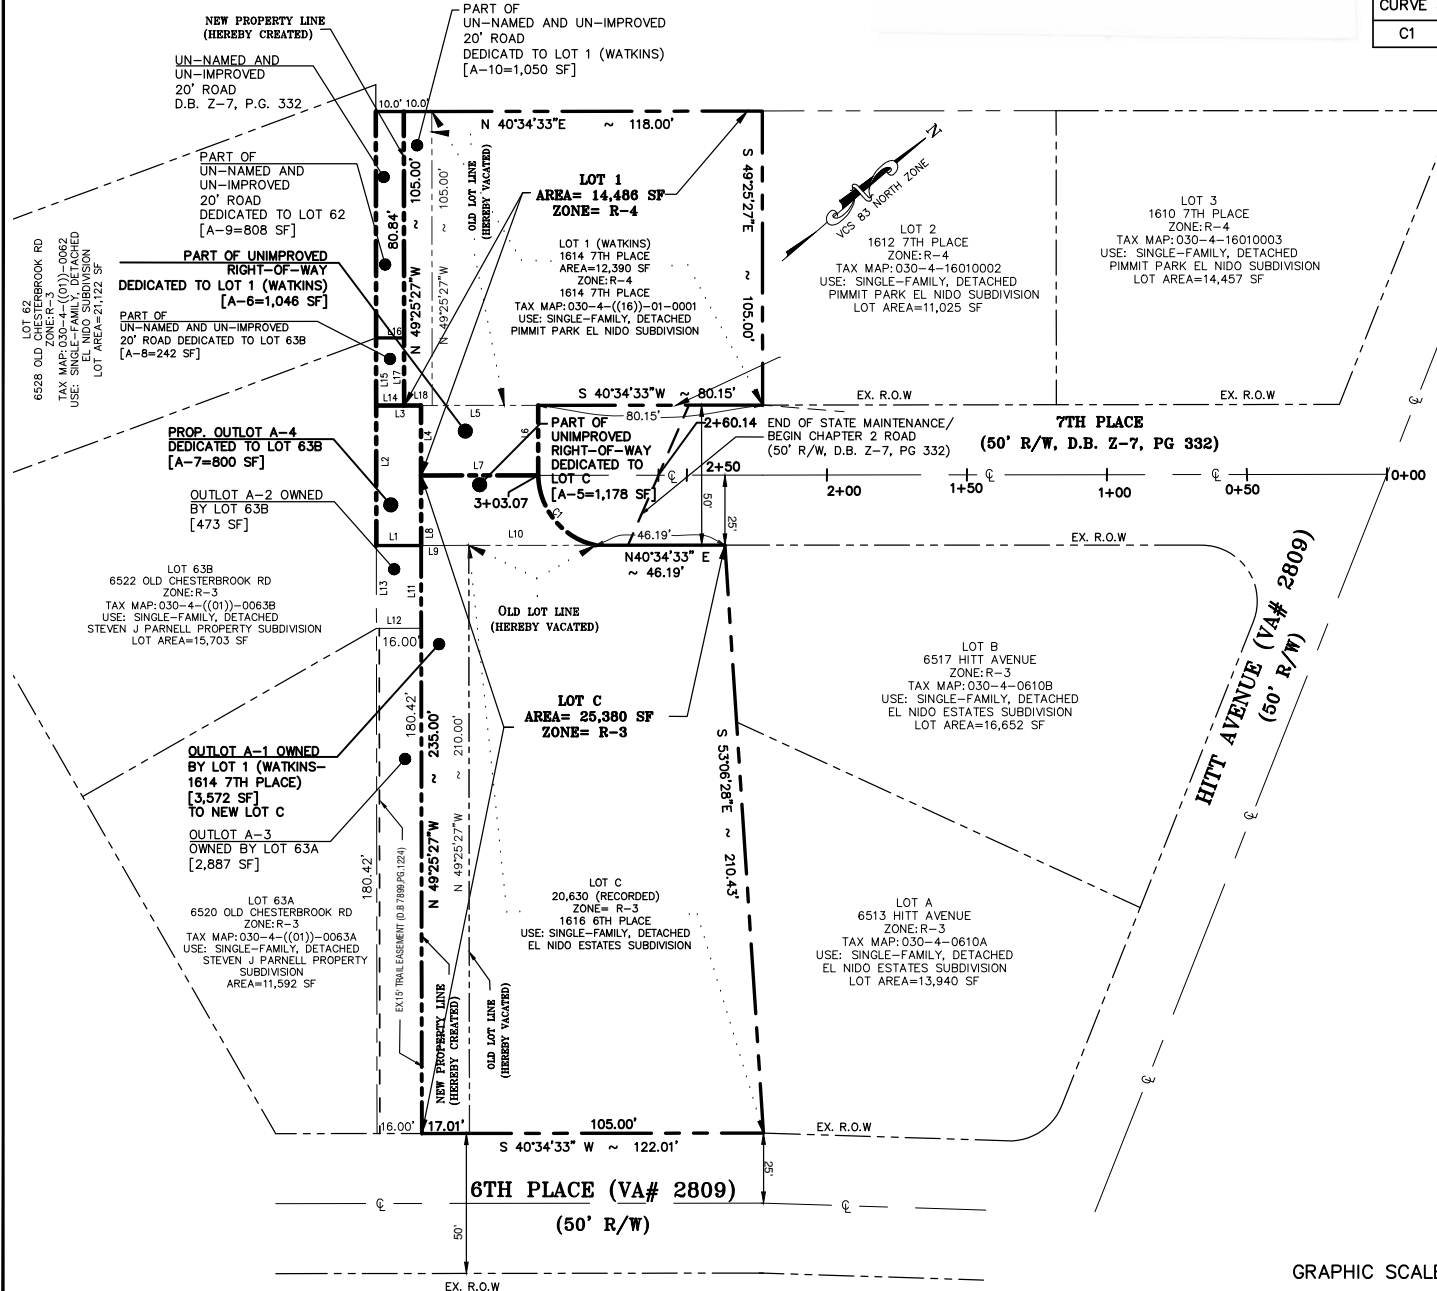 CURVE
C1
NEW PROPERTY LINE
(HEREBY CREATED)
PART OF
UN-NAMED AND UN-IMPROVED
20' ROAD
DEDICATD TO LOT 1 (WATKINS)
[A-10=1,050 SF]
UN-NAMED AND
UN-IMPROVED
20' ROAD
D.B. Z-7, P.G. 332
10.0' 10.0'
N 40°34'33"E ~ 118.00'
PART OF
UN-NAMED AND
UN-IMPROVED
20' ROAD
DEDICATED TO LOT 62
[A-9=808 SF]
80.84'
N 49°25'27"W ~ 105.00'
N 49°25'27"W ~ 105.00'
OLD LOT LINE
(HEREBY VACATED)
LOT 1
AREA= 14,486 SF
ZONE= R-4
S 49°25'27"E ~ 105.00'
LOT 1 (WATKINS)
1614 7TH PLACE
AREA=12,390 SF
ZONE:R-4
1614 7TH PLACE
TAX MAP:030-4-((16))-01-0001
USE: SINGLE-FAMILY, DETACHED
PIMMIT PARK EL NIDO SUBDIVISION
N
VCS 83 NORTH ZONE
LOT 2
1612 7TH PLACE
ZONE:R-4
TAX MAP:030-4-16010002
USE: SINGLE-FAMILY, DETACHED
PIMMIT PARK EL NIDO SUBDIVISION
LOT AREA=11,025 SF
LOT 3
1610 7TH PLACE
ZONE:R-4
TAX MAP:030-4-16010003
USE: SINGLE-FAMILY, DETACHED
PIMMIT PARK EL NIDO SUBDIVISION
LOT AREA=14,457 SF
LOT 62
6528 OLD CHESTERBROOK RD
ZONE:R-3
TAX MAP:030-4-((01))-0062
USE: SINGLE-FAMILY, DETACHED
EL NIDO SUBDIVISION
LOT AREA=21,122 SF
PART OF UNIMPROVED
RIGHT-OF-WAY
DEDICATED TO LOT 1 (WATKINS)
[A-6=1,046 SF]
PART OF
UN-NAMED AND UN-IMPROVED
20' ROAD DEDICATED TO LOT 63B
[A-8=242 SF]
L16
L15
L17
L14
L18
L3
L5
L4
L6
L2
L7
S 40°34'33"W ~ 80.15'
80.15'
EX. R.O.W
EX. R.O.W
7TH PLACE
(50' R/W, D.B. Z-7, PG 332)
PROP. OUTLOT A-4
DEDICATED TO LOT 63B
[A-7=800 SF]
PART OF
UNIMPROVED
RIGHT-OF-WAY
DEDICATED TO
LOT C
[A-5=1,178 SF]
2+60.14
END OF STATE MAINTENANCE/
BEGIN CHAPTER 2 ROAD
(50' R/W, D.B. Z-7, PG 332)
2+50
2+00
1+50
1+00
0+50
0+00
3+03.07
C1
50'
25'
OUTLOT A-2 OWNED
BY LOT 63B
[473 SF]
L1
L8
L9
L10
46.19'
N40°34'33" E
~ 46.19'
EX. R.O.W
L13
L11
L12
16.00'
LOT 63B
6522 OLD CHESTERBROOK RD
ZONE:R-3
TAX MAP:030-4-((01))-0063B
USE: SINGLE-FAMILY, DETACHED
STEVEN J PARNELL PROPERTY SUBDIVISION
LOT AREA=15,703 SF
OLD LOT LINE
(HEREBY VACATED)
HITT AVENUE (VA# 2809)
(50' R/W)
LOT B
6517 HITT AVENUE
ZONE:R-3
TAX MAP:030-4-0610B
USE: SINGLE-FAMILY, DETACHED
EL NIDO ESTATES SUBDIVISION
LOT AREA=16,652 SF
LOT C
AREA= 25,380 SF
ZONE= R-3
OUTLOT A-1 OWNED
BY LOT 1 (WATKINS-
1614 7TH PLACE)
[3,572 SF]
TO NEW LOT C
180.42'
N 49°25'27"W ~ 235.00'
N 49°25'27"W ~ 210.00'
S 53°06'28"E ~ 210.43'
OUTLOT A-3
OWNED BY LOT 63A
[2,887 SF]
180.42'
EX.15' TRAIL EASEMENT (D.B 7899,PG.1224)
LOT 63A
6520 OLD CHESTERBROOK RD
ZONE:R-3
TAX MAP:030-4-((01))-0063A
USE: SINGLE-FAMILY, DETACHED
STEVEN J PARNELL PROPERTY
SUBDIVISION
AREA=11,592 SF
LOT C
20,630 (RECORDED)
ZONE= R-3
1616 6TH PLACE
USE: SINGLE-FAMILY, DETACHED
EL NIDO ESTATES SUBDIVISION
LOT A
6513 HITT AVENUE
ZONE:R-3
TAX MAP:030-4-0610A
USE: SINGLE-FAMILY, DETACHED
EL NIDO ESTATES SUBDIVISION
LOT AREA=13,940 SF
NEW PROPERTY LINE
(HEREBY CREATED)
OLD LOT LINE
(HEREBY VACATED)
16.00'
17.01'
105.00'
S 40°34'33" W ~ 122.01'
EX. R.O.W
25'
6TH PLACE (VA# 2809)
(50' R/W)
50'
EX. R.O.W
GRAPHIC SCALE